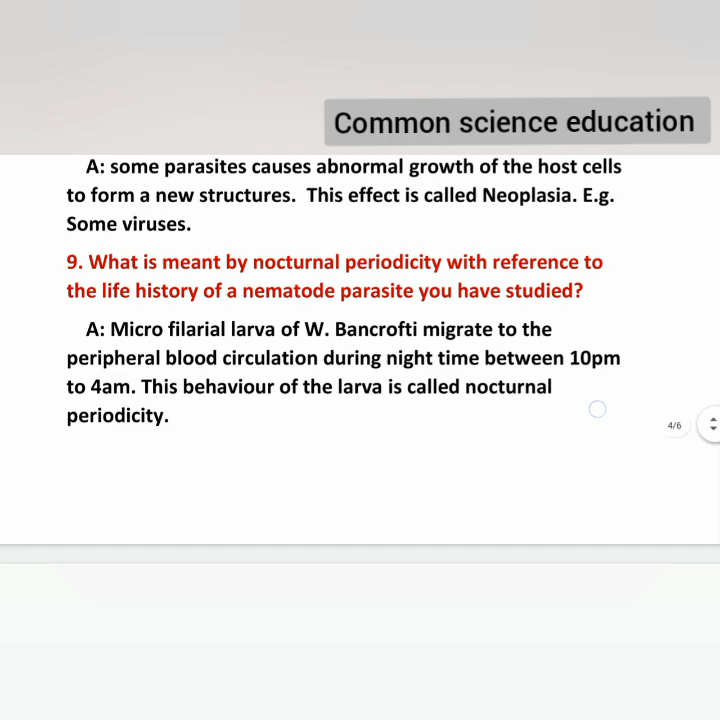 Common science education
A: some parasites causes abnormal growth of the host cells
to form a new structures.  This effect is called Neoplasia. E.g.
Some viruses.
9. What is meant by nocturnal periodicity with reference to
the life history of a nematode parasite you have studied?
A: Micro filarial larva of W. Bancrofti migrate to the
peripheral blood circulation during night time between 10pm
to 4am. This behaviour of the larva is called nocturnal
periodicity.
4/6